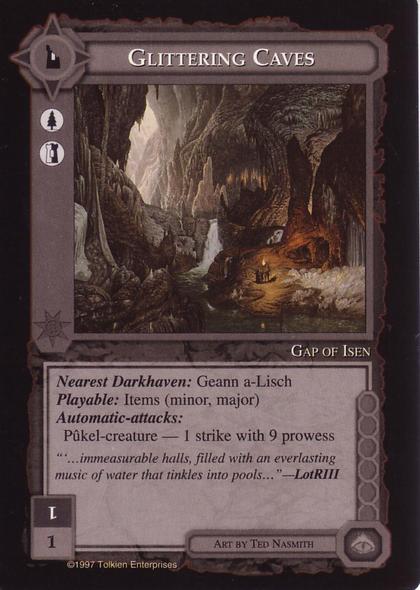 GLITTERING CAVES
GAP OF ISEN
Nearest Darkhaven: Geann a-Lisch
Playable: Items (minor, major)
Automatic-attacks:
Pûkel-creature — 1 strike with 9 prowess
“‘...immeasurable halls, filled with an everlasting
music of water that tinkles into pools...”—LotRIII
1
1
ART BY TED NASMITH
©1997 Tolkien Enterprises